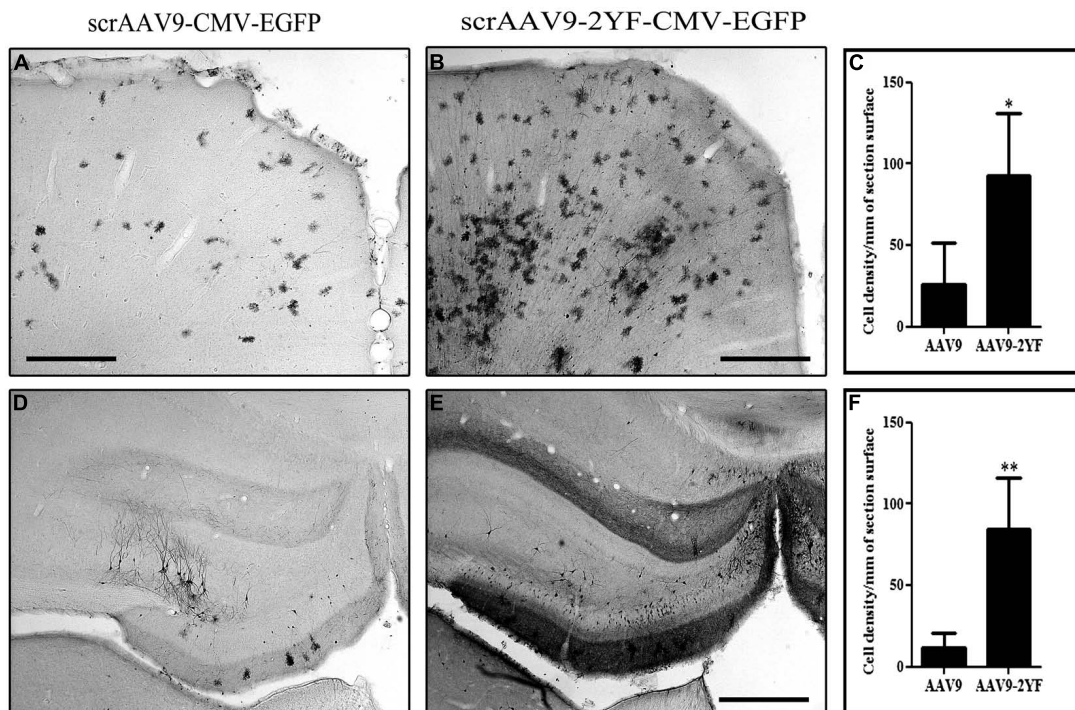 scrAAV9-CMV-EGFP
scrAAV9-2YF-CMV-EGFP
A
B
C
Cell density/mm of section surface
150
100
50
0
*
AAV9
AAV9-2YF
D
E
F
Cell density/mm of section surface
150
100
50
0
**
AAV9
AAV9-2YF